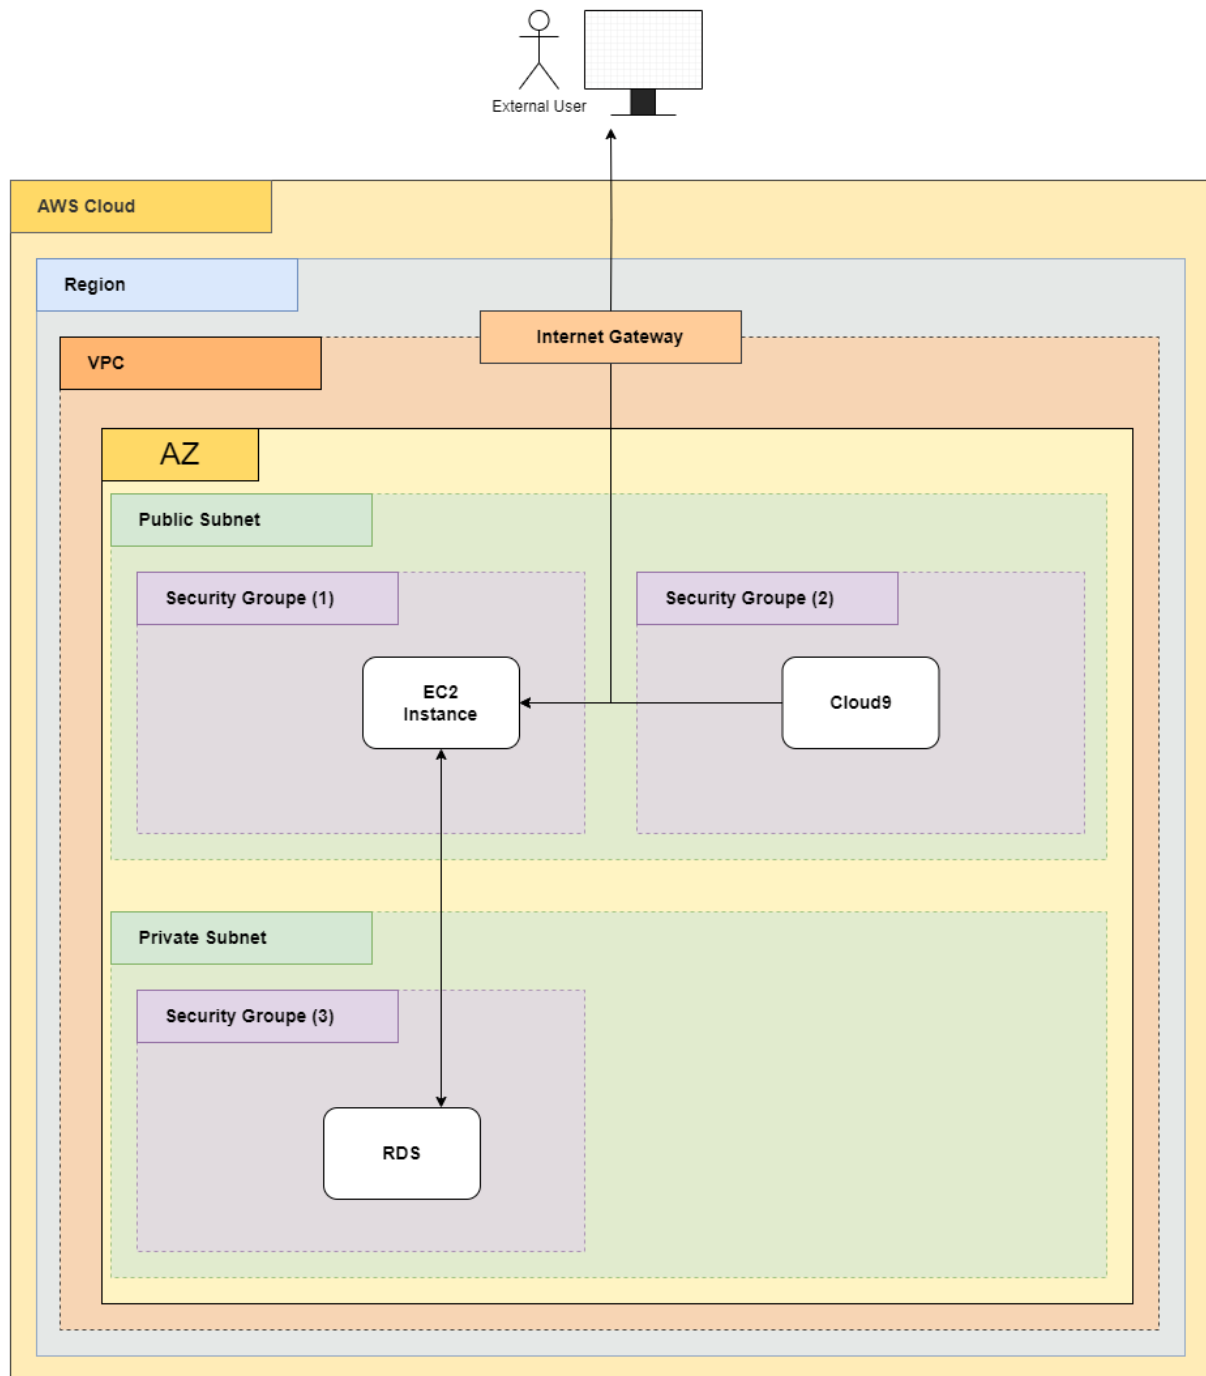 External User
AWS Cloud
Region
Internet Gateway
VPC
AZ
Public Subnet
Security Groupe (1)
Security Groupe (2)
EC2
Instance
Cloud9
Private Subnet
Security Groupe (3)
RDS